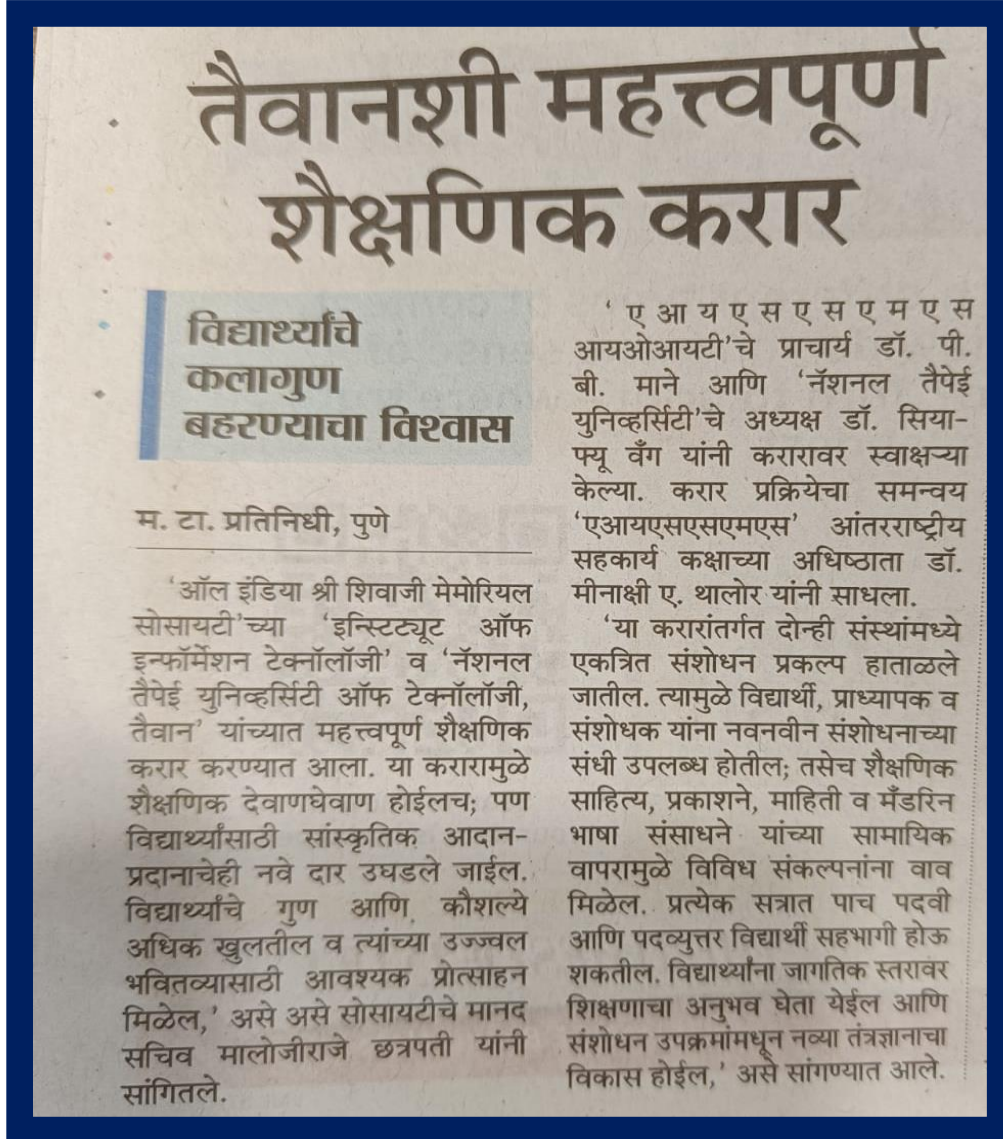 तैवानशी महत्त्वपूर्ण
शैक्षणिक करार
विद्यार्थ्यांचे
कलागुण
बहरण्याचा विश्वास
म. टा. प्रतिनिधी, पुणे
'ऑल इंडिया श्री शिवाजी मेमोरियल
सोसायटी'च्या 'इन्स्टिट्यूट ऑफ
इन्फॉर्मेशन टेक्नॉलॉजी' व 'नॅशनल
तैपेई युनिव्हर्सिटी ऑफ टेक्नॉलॉजी,
तैवान' यांच्यात महत्त्वपूर्ण शैक्षणिक
करार करण्यात आला. या करारामुळे
शैक्षणिक देवाणघेवाण होईलच; पण
विद्यार्थ्यांसाठी सांस्कृतिक आदान-
प्रदानाचेही नवे दार उघडले जाईल.
विद्यार्थ्यांचे गुण आणि कौशल्ये
अधिक खुलतील व त्यांच्या उज्ज्वल
भवितव्यासाठी आवश्यक प्रोत्साहन
मिळेल,' असे असे सोसायटीचे मानद
सचिव मालोजीराजे छत्रपती यांनी
सांगितले.
'ए आ य ए स ए स ए म ए स
आयओआयटी'चे प्राचार्य डॉ. पी.
बी. माने आणि 'नॅशनल तैपेई
युनिव्हर्सिटी'चे अध्यक्ष डॉ. सिया-
फ्यू वँग यांनी करारावर स्वाक्षऱ्या
केल्या. करार प्रक्रियेचा समन्वय
'एआयएसएसएमएस' आंतरराष्ट्रीय
सहकार्य कक्षाच्या अधिष्ठाता डॉ.
मीनाक्षी ए. थालोर यांनी साधला.
'या करारांतर्गत दोन्ही संस्थांमध्ये
एकत्रित संशोधन प्रकल्प हाताळले
जातील. त्यामुळे विद्यार्थी, प्राध्यापक व
संशोधक यांना नवनवीन संशोधनाच्या
संधी उपलब्ध होतील; तसेच शैक्षणिक
साहित्य, प्रकाशने, माहिती व मँडरिन
भाषा संसाधने यांच्या सामायिक
वापरामुळे विविध संकल्पनांना वाव
मिळेल. प्रत्येक सत्रात पाच पदवी
आणि पदव्युत्तर विद्यार्थी सहभागी होऊ
शकतील. विद्यार्थ्यांना जागतिक स्तरावर
शिक्षणाचा अनुभव घेता येईल आणि
संशोधन उपक्रमांमधून नव्या तंत्रज्ञानाचा
विकास होईल,' असे सांगण्यात आले.